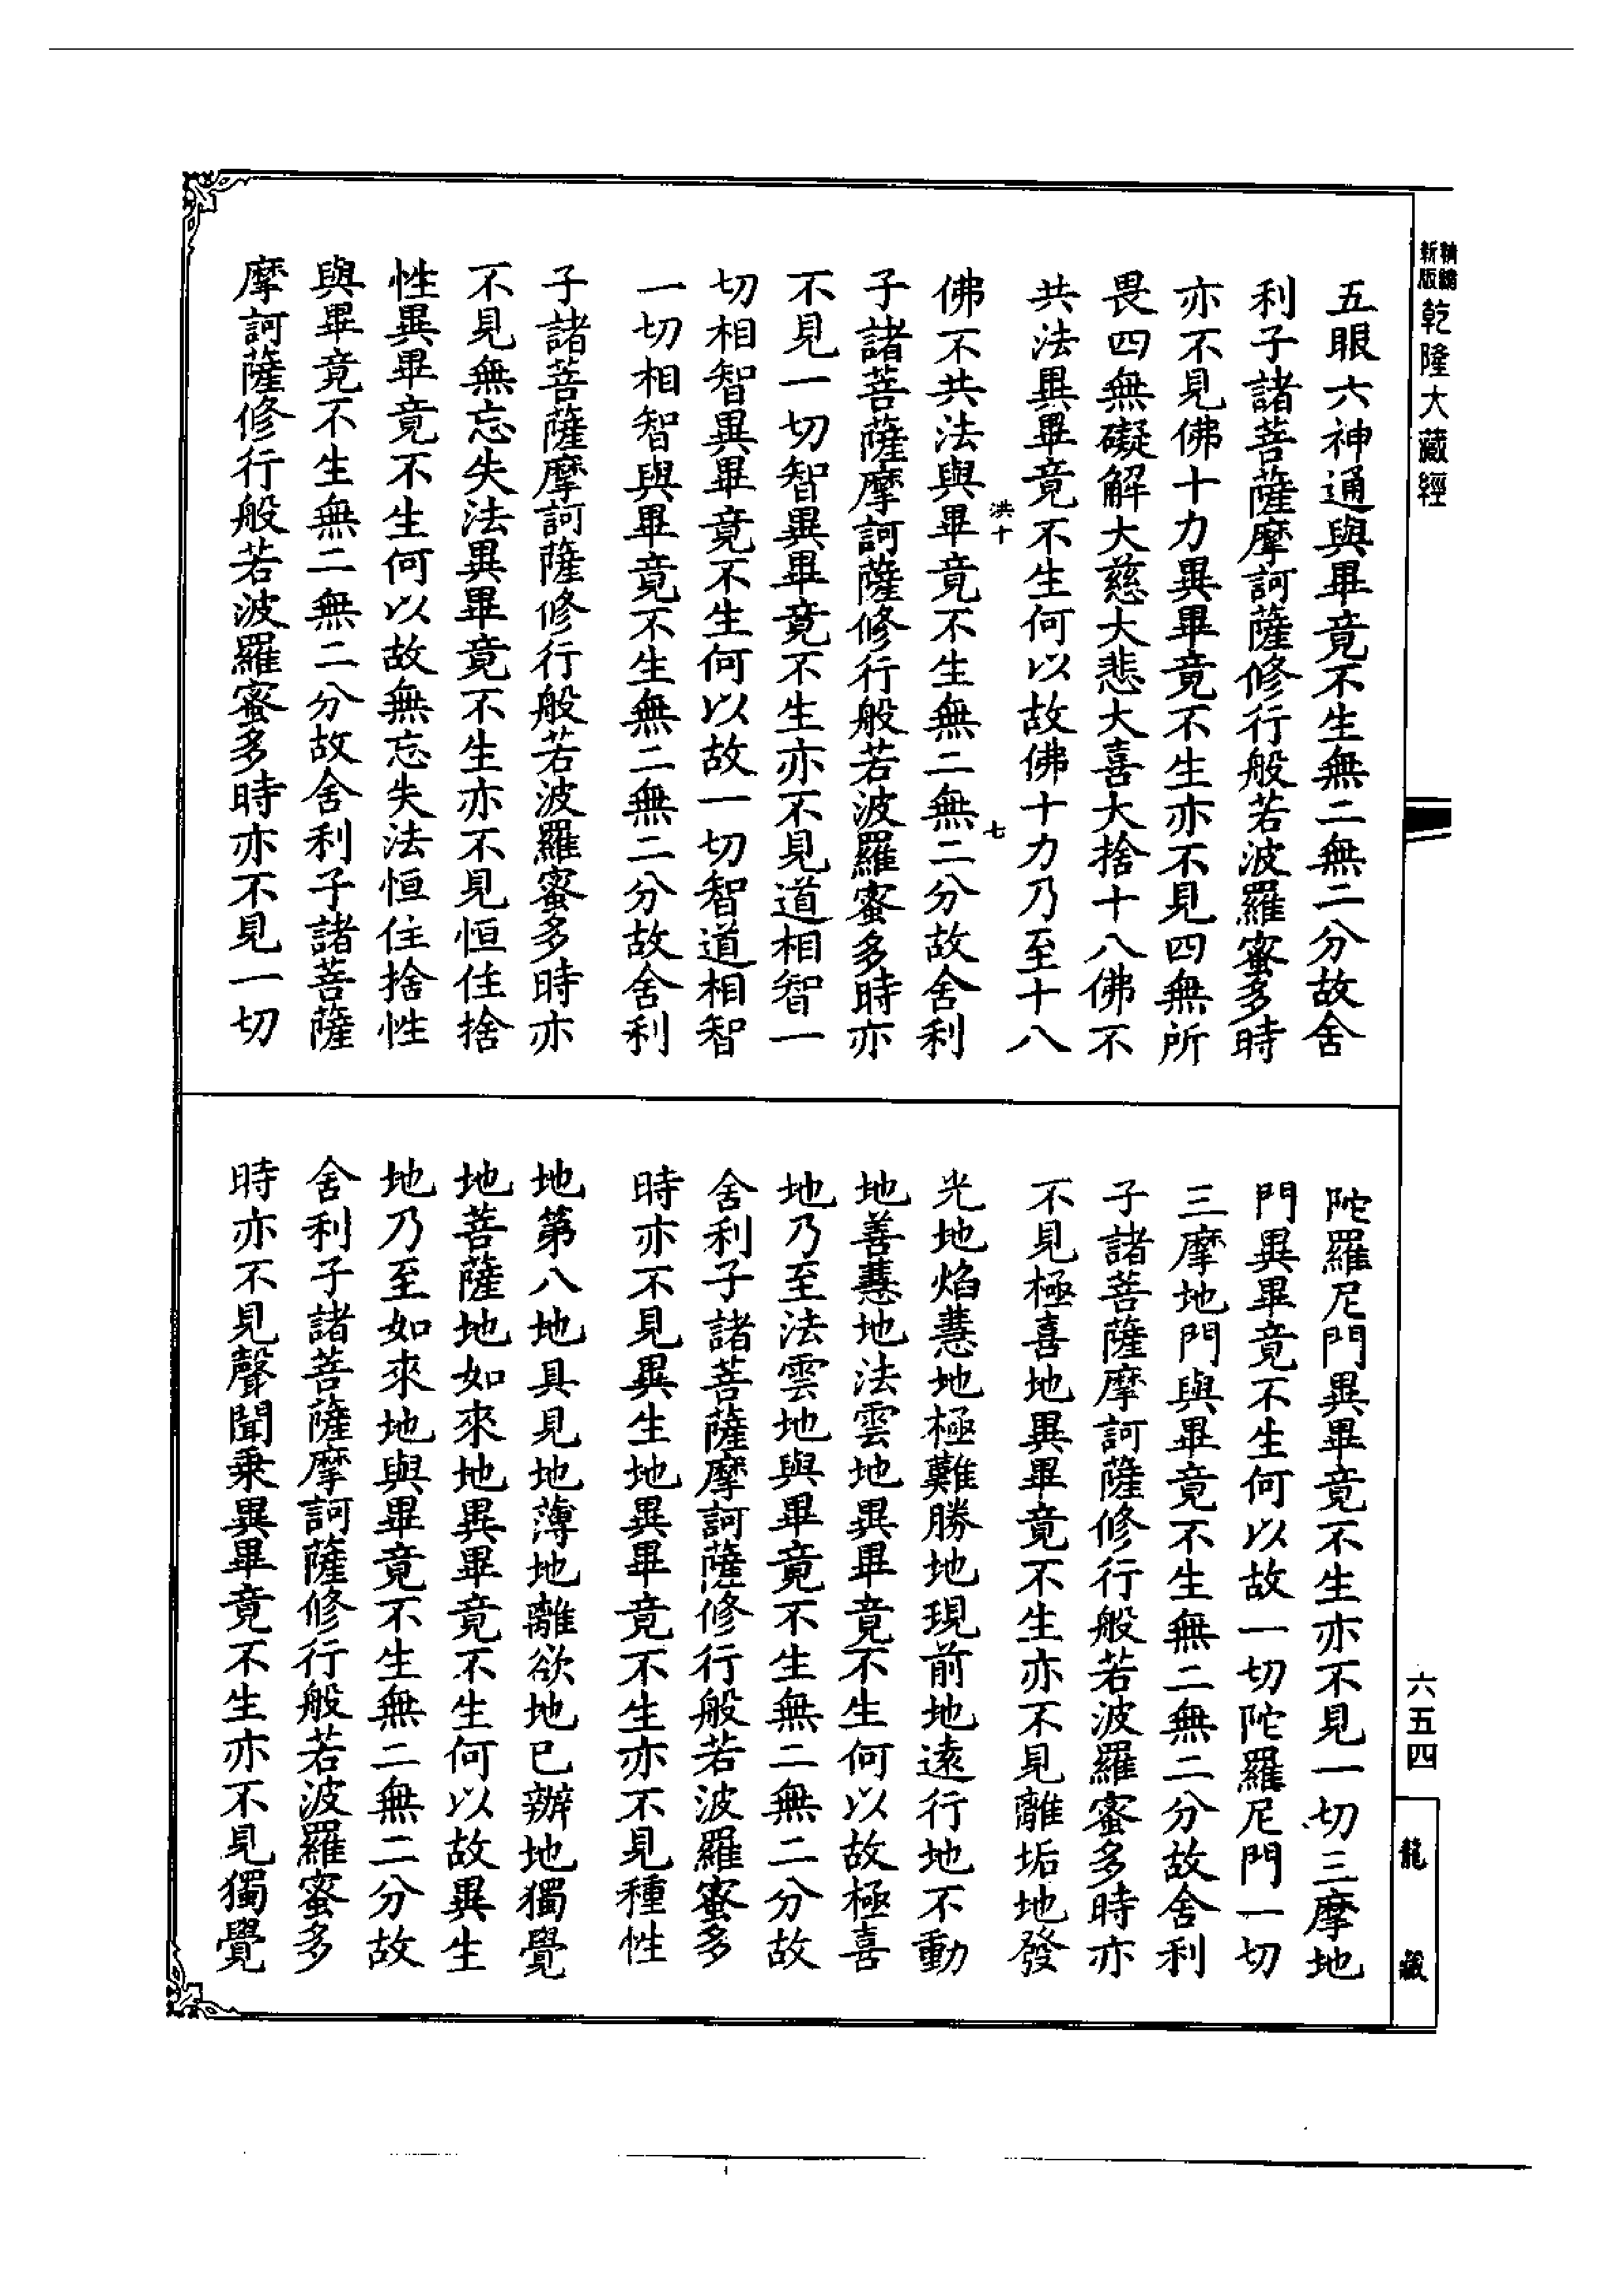 新版
乾隆大藏經
五眼六神通與畢竟不生無二無二分故舍
利子諸菩薩摩訶薩修行般若波羅蜜多時
亦不見佛十力異畢竟不生亦不見四無所
畏四無礙解大慈大悲大喜大捨十八佛不
共法異畢竟不生何以故佛十力乃至十八
洪十
七
佛不共法與畢竟不生無二無二分故舍利
子諸菩薩摩訶薩修行般若波羅蜜多時亦
不見一切智異畢竟不生亦不見道相智一
切相智異畢竟不生何以故一切智道相智
一切相智與畢竟不生無二無二分故舍利
子諸菩薩摩訶薩修行般若波羅蜜多時亦
不見無忘失法異畢竟不生亦不見恒住捨
性異畢竟不生何以故無忘失法恒住捨性
與畢竟不生無二無二分故舍利子諸菩薩
摩訶薩修行般若波羅蜜多時亦不見一切
陀羅尼門異畢竟不生亦不見一切三摩地
門異畢竟不生何以故一切陀羅尼門一切
三摩地門與畢竟不生無二無二分故舍利
子諸菩薩摩訶薩修行般若波羅蜜多時亦
不見極喜地異畢竟不生亦不見離垢地發
光地焰慧地極難勝地現前地遠行地不動
地善慧地法雲地異畢竟不生何以故極喜
地乃至法雲地與畢竟不生無二無二分故
舍利子諸菩薩摩訶薩修行般若波羅蜜多
時亦不見異生地異畢竟不生亦不見種性
地第八地具見地薄地離欲地已辦地獨覺
地菩薩地如來地異畢竟不生何以故異生
地乃至如來地與畢竟不生無二無二分故
舍利子諸菩薩摩訶薩修行般若波羅蜜多
時亦不見聲聞乘異畢竟不生亦不見獨覺
六五四
龍藏